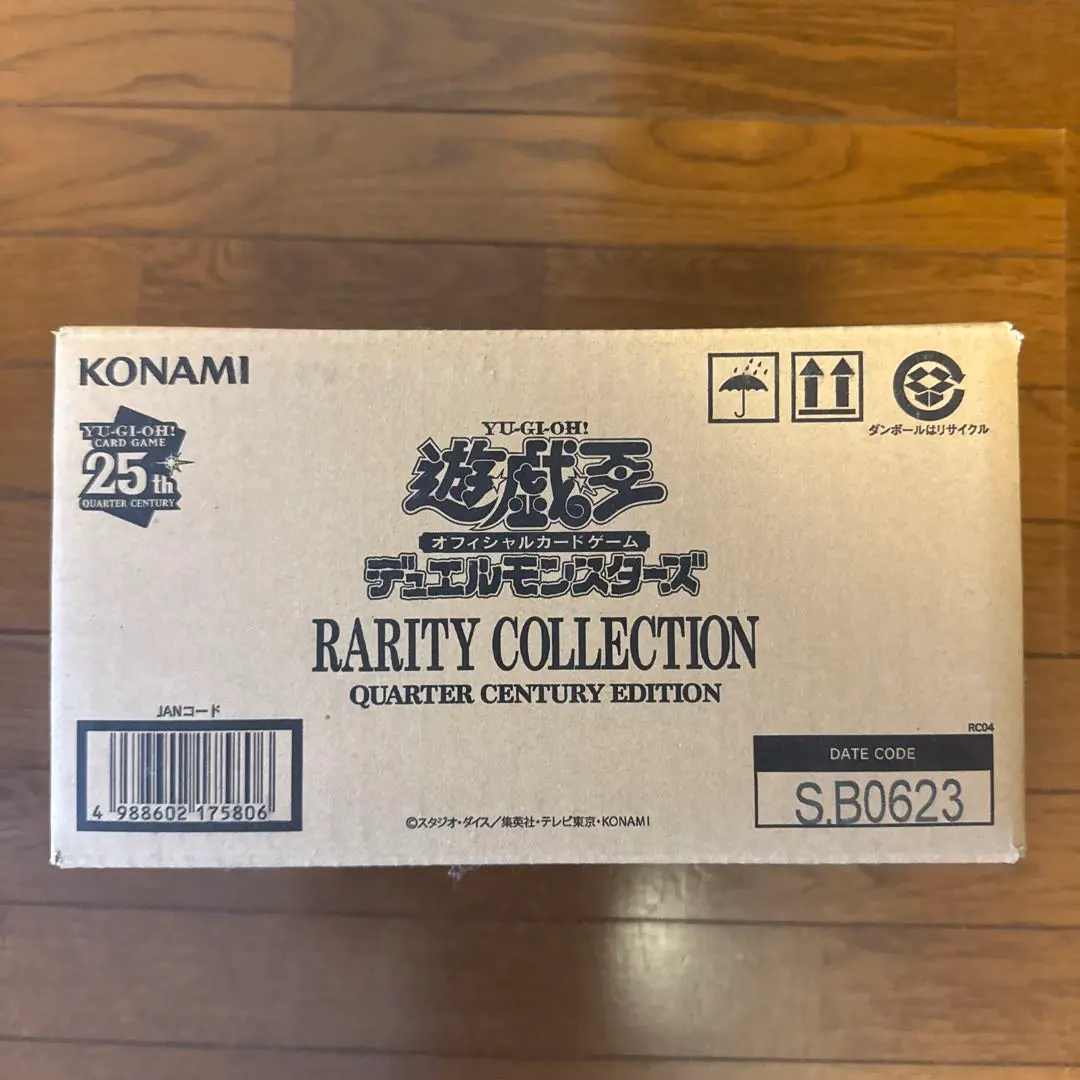 KONAMI
YU-GI-OH!
CARD GAME
25th
QUARTER CENTURY
ダンボールはリサイクル
YU-GI-OH!
遊戯王
オフィシャルカードゲーム
デュエルモンスターズ
RARITY COLLECTION
QUARTER CENTURY EDITION
JANコード
4 988602 175806
©スタジオ・ダイス/集英社・テレビ東京・KONAMI
RC04
DATE CODE
S.B0623